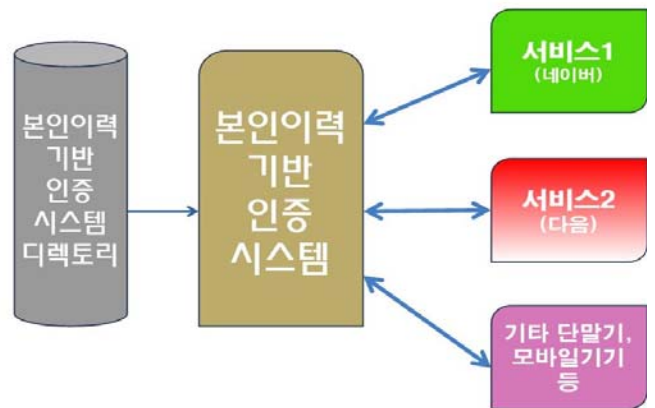 본인이력
기반
인증
시스템
디렉토리
본인이력
기반
인증
시스템
서비스1
(네이버)
서비스2
(다음)
기타 단말기,
모바일기기
등